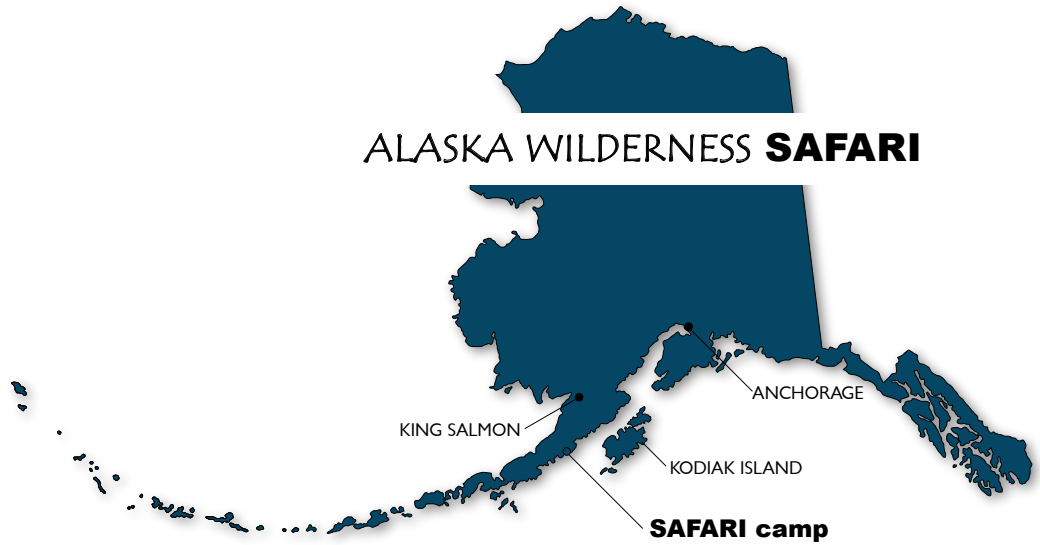 ALASKA WILDERNESS SAFARI
ANCHORAGE
KING SALMON
KODIAK ISLAND
SAFARI camp